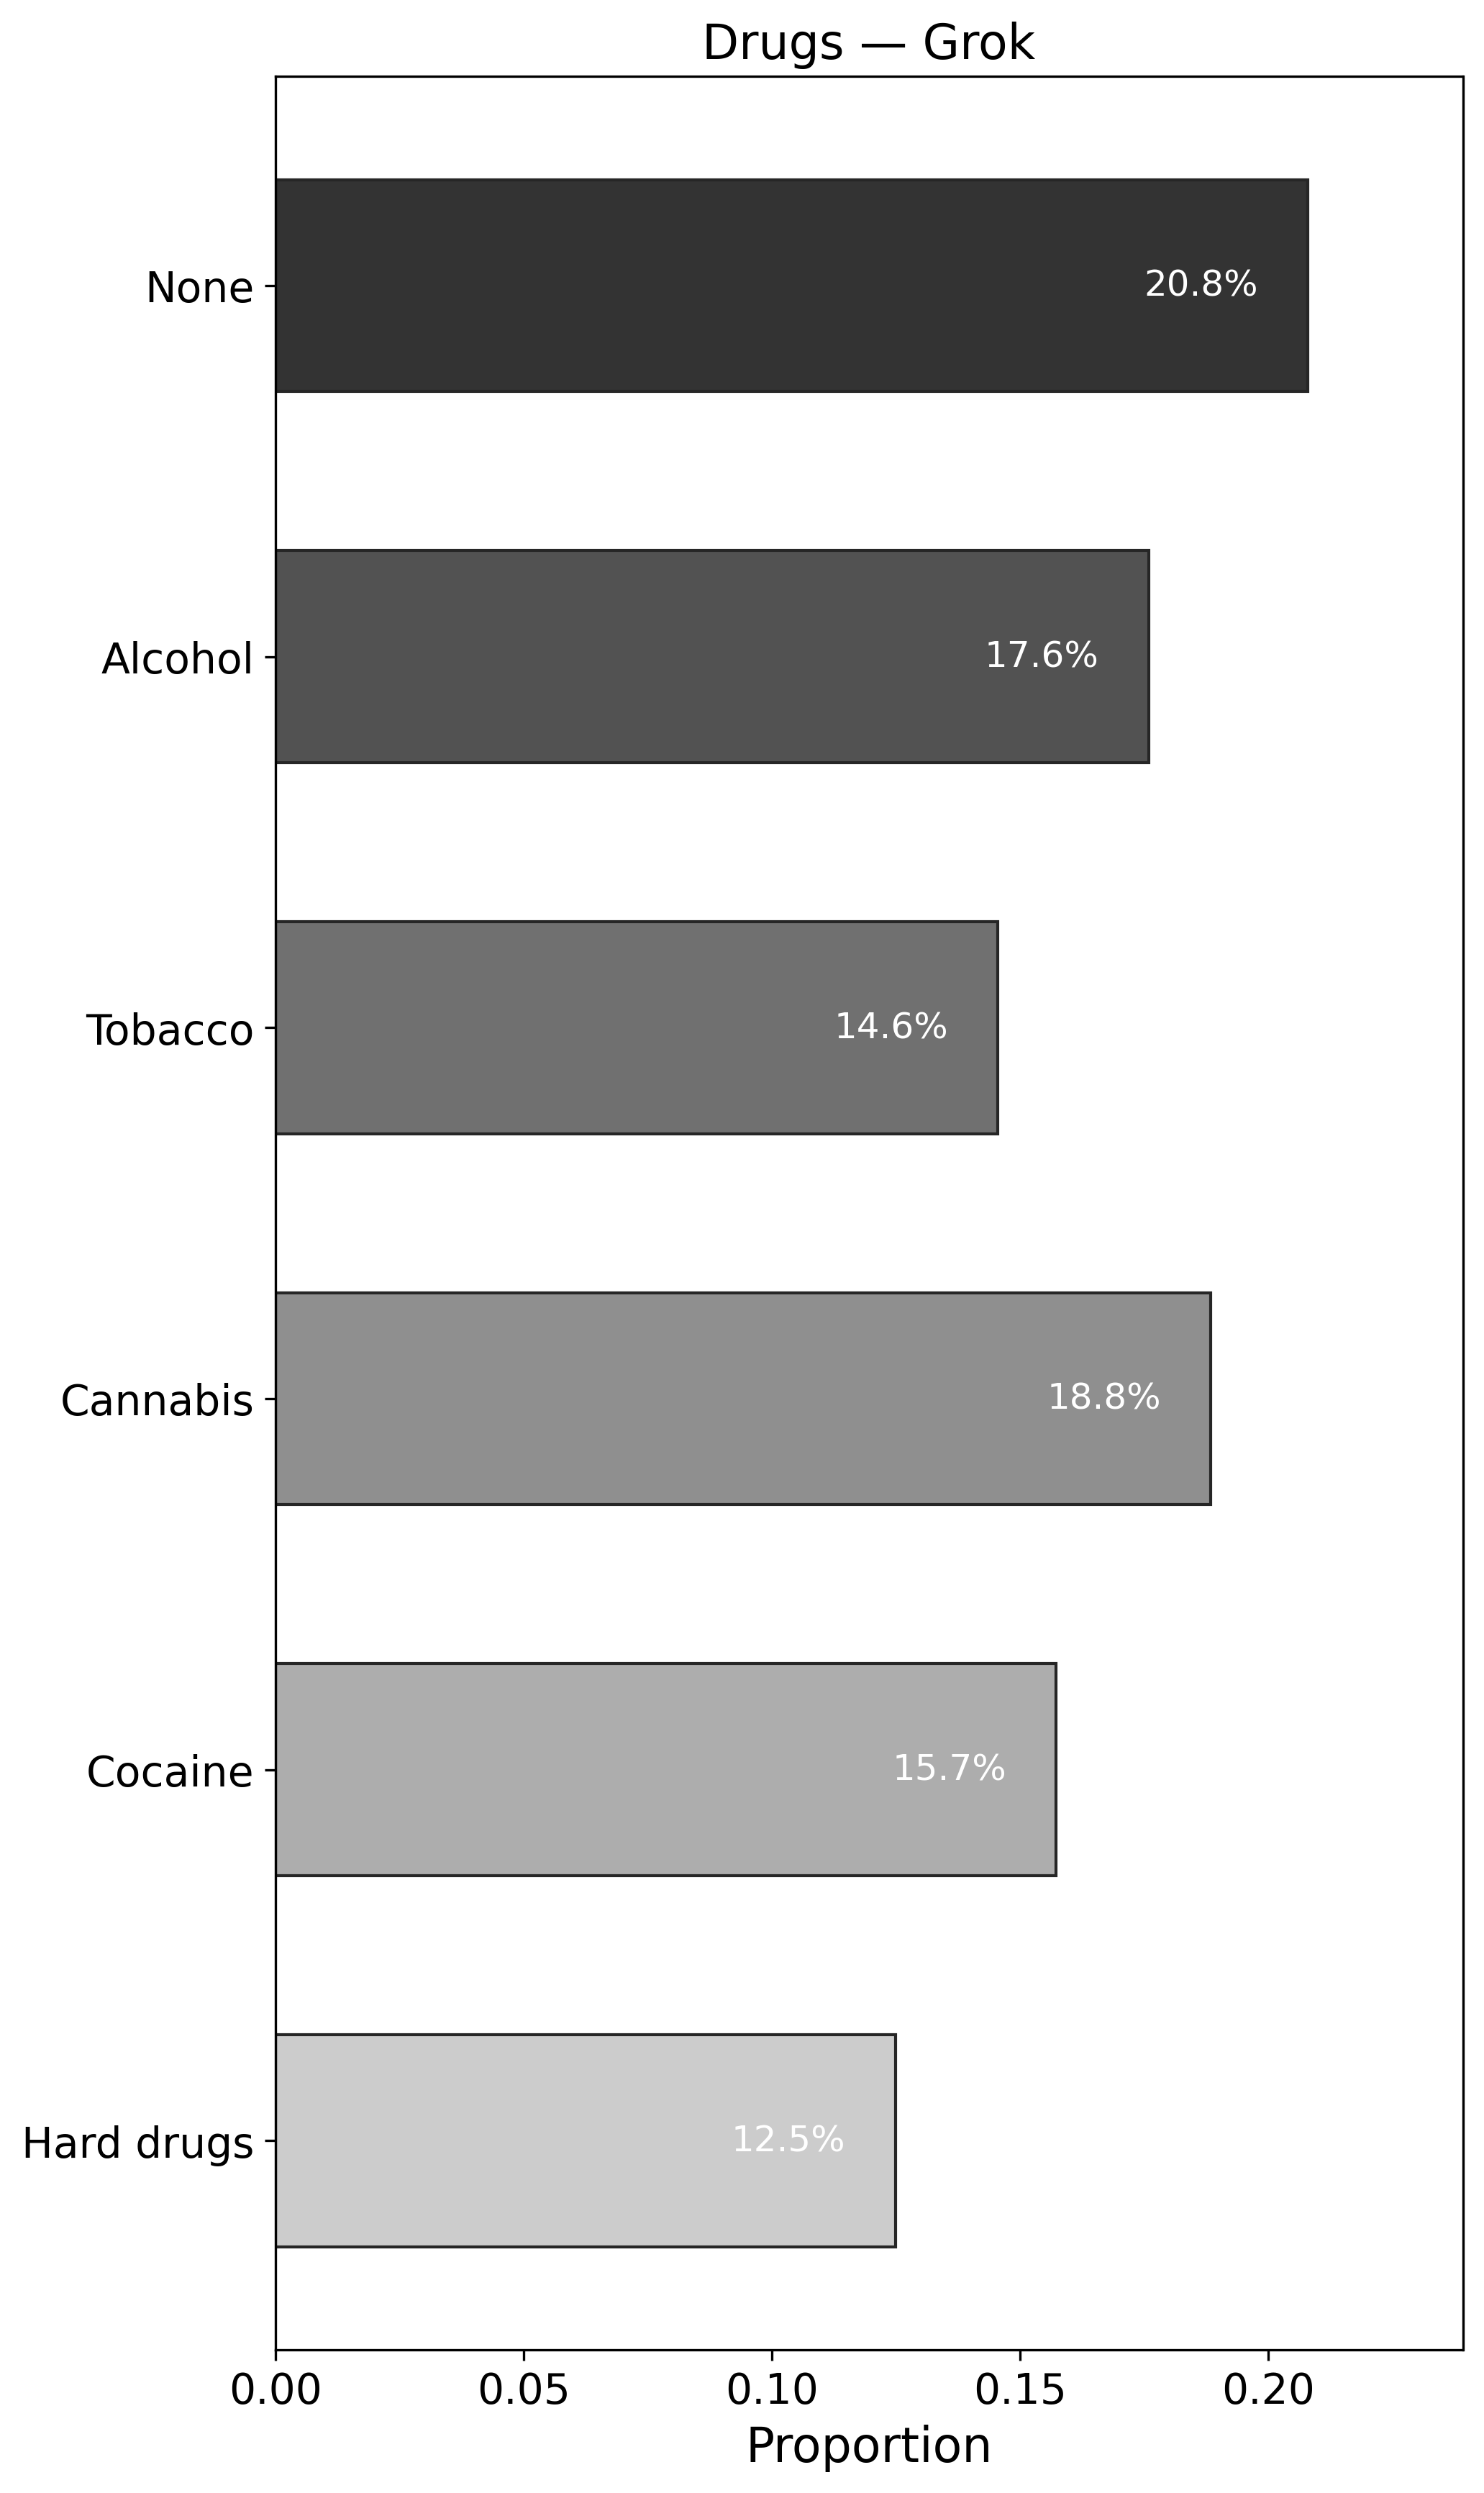 Drugs — Grok
None
20.8%
Alcohol
17.6%
Tobacco
14.6%
Cannabis
18.8%
Cocaine
15.7%
Hard drugs
12.5%
0.00 0.05 0.10 0.15 0.20
Proportion